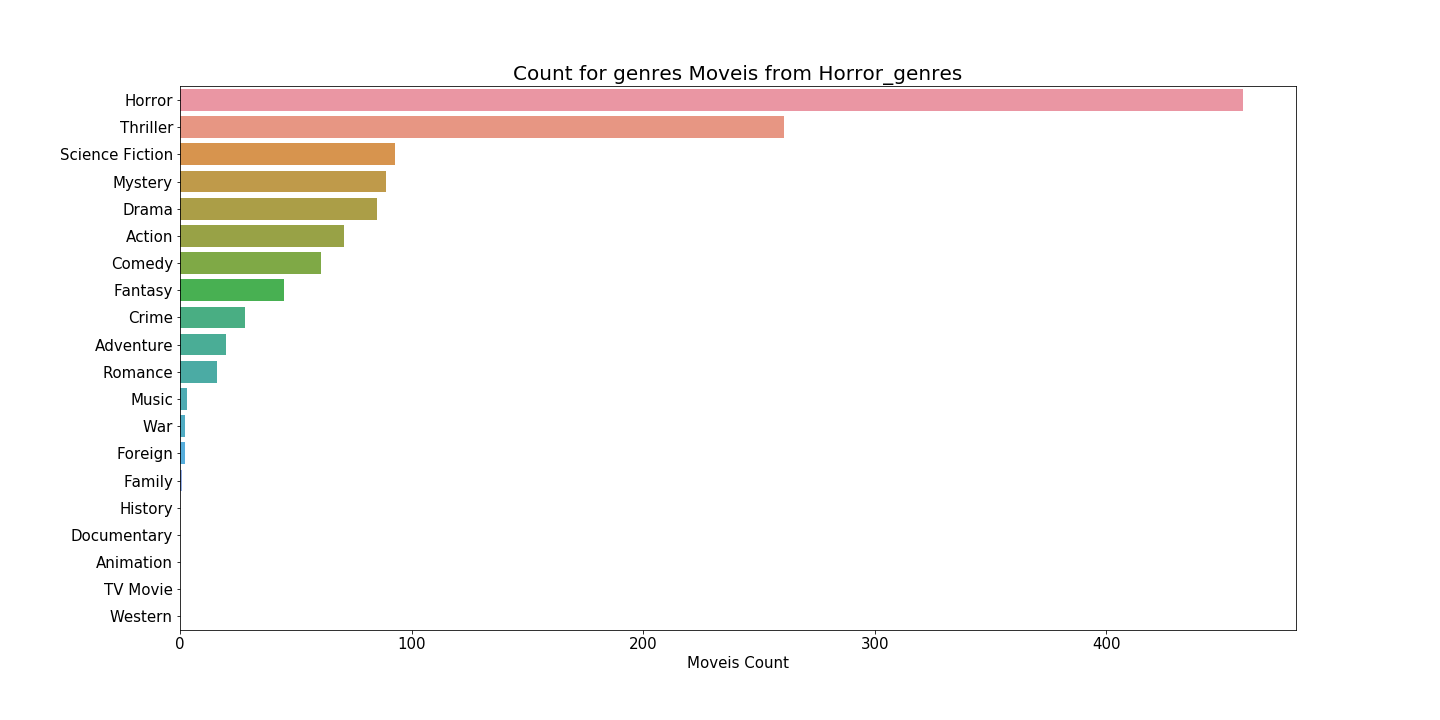 Count for genres Moveis from Horror_genres
Horror
Thriller
Science Fiction
Mystery
Drama
Action
Comedy
Fantasy
Crime
Adventure
Romance
Music
War
Foreign
Family
History
Documentary
Animation
TV Movie
Western
0 100 200 300 400
Moveis Count